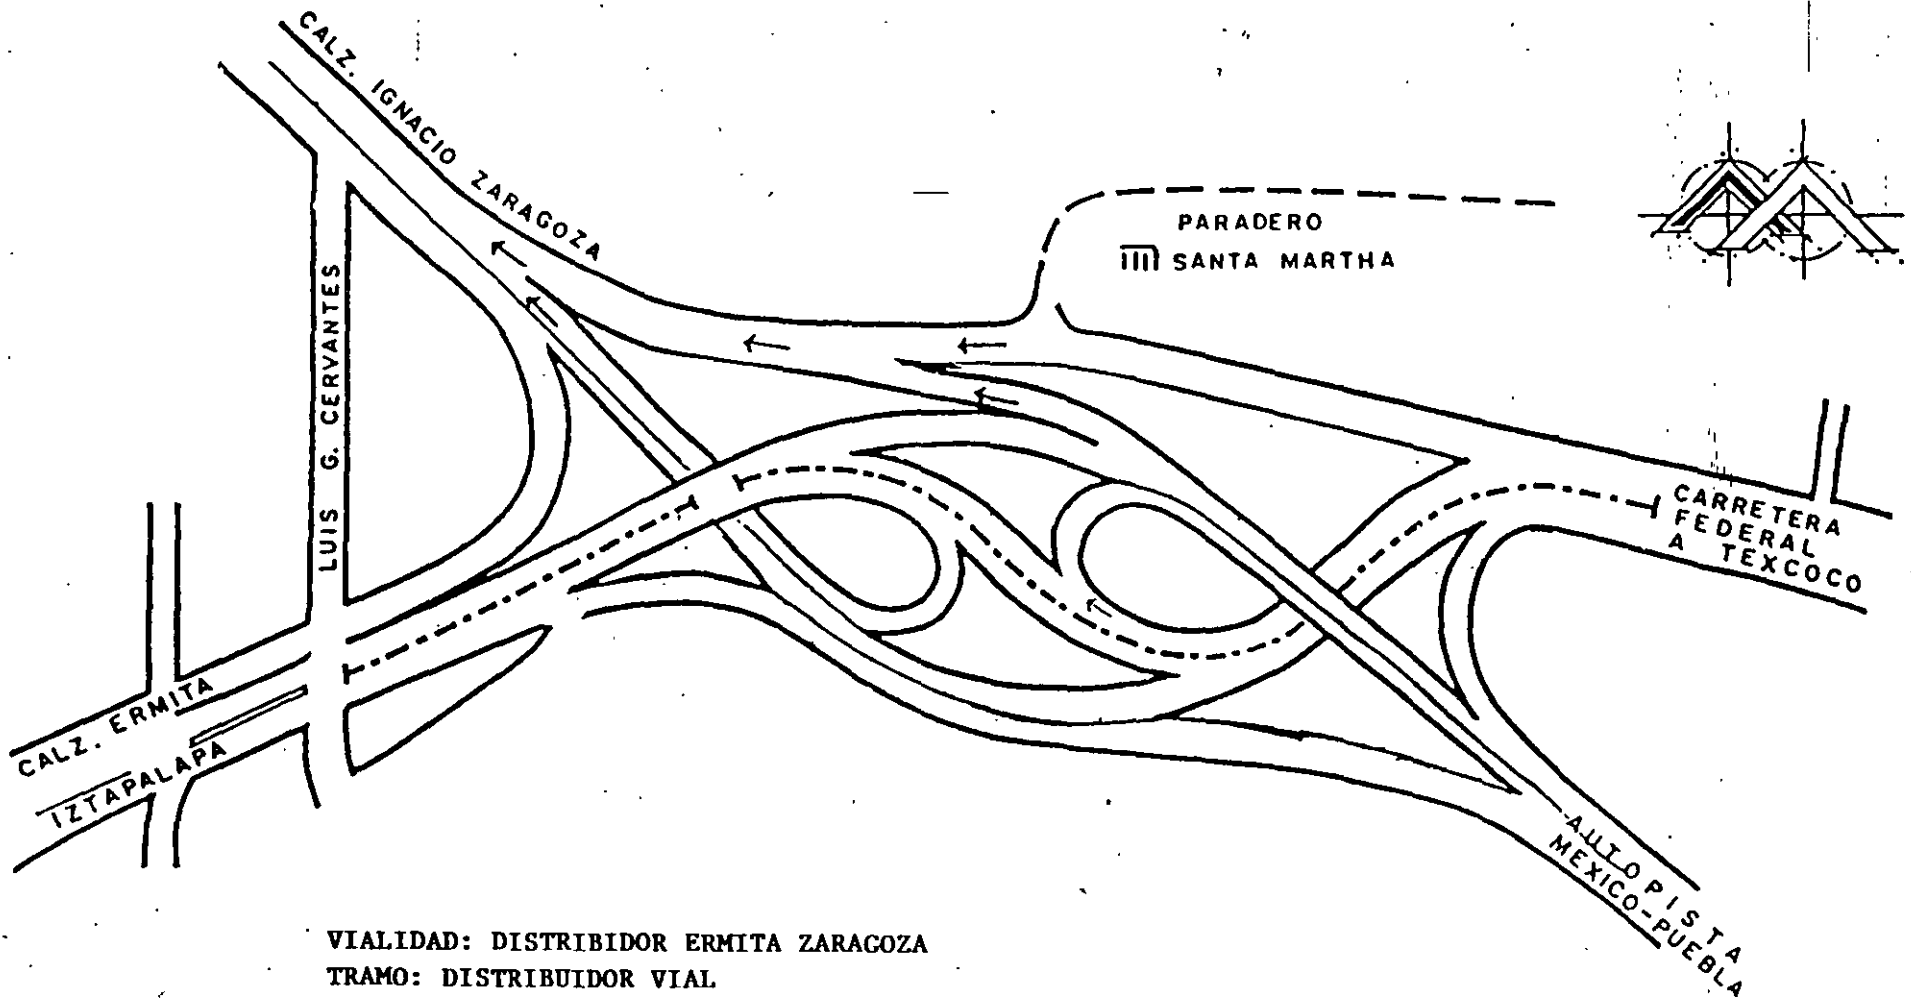 CALZ. IGNACIO ZARAGOZA
PARADERO
SANTA MARTHA
LUIS G. CERVANTES
CARRETERA
FEDERAL
A TEXCOCO
CALZ. ERMITA
IZTAPALAPA
AUTOPISTA
MEXICO-PUEBLA
VIALIDAD: DISTRIBIDOR ERMITA ZARAGOZA
TRAMO: DISTRIBUIDOR VIAL